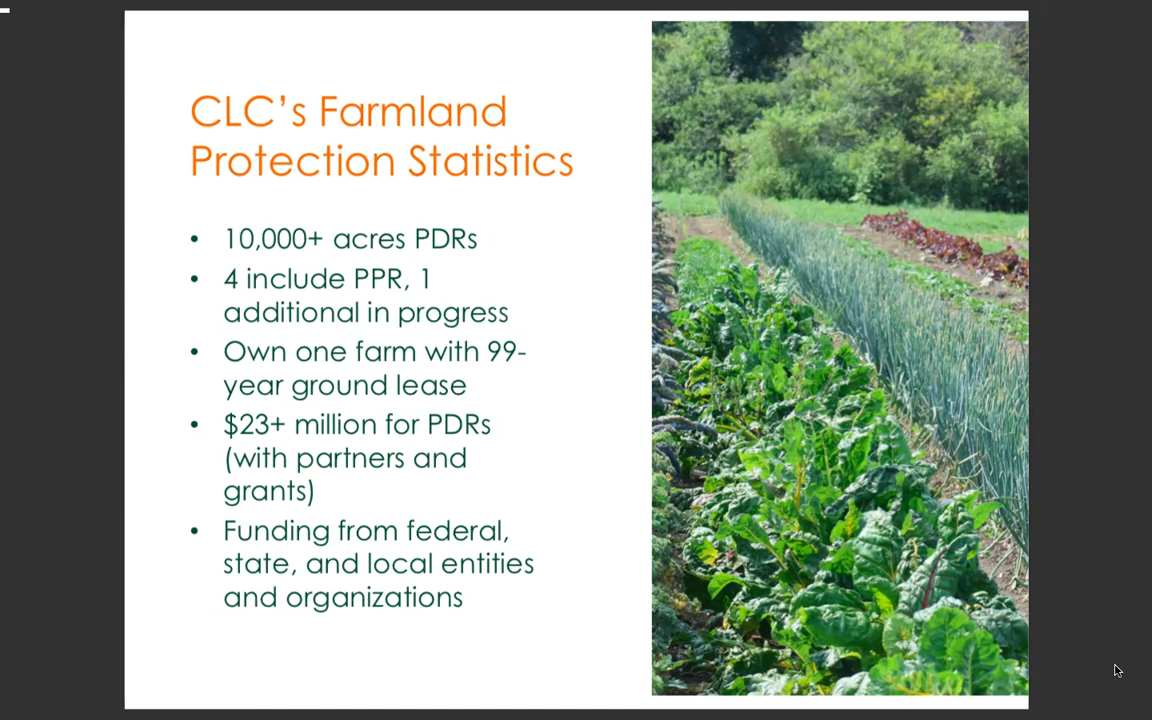 CLC’s Farmland
Protection Statistics
• 10,000+ acres PDRs
• 4 include PPR, 1
additional in progress
• Own one farm with 99-
year ground lease
• $23+ million for PDRs
(with partners and
grants)
• Funding from federal,
state, and local entities
and organizations